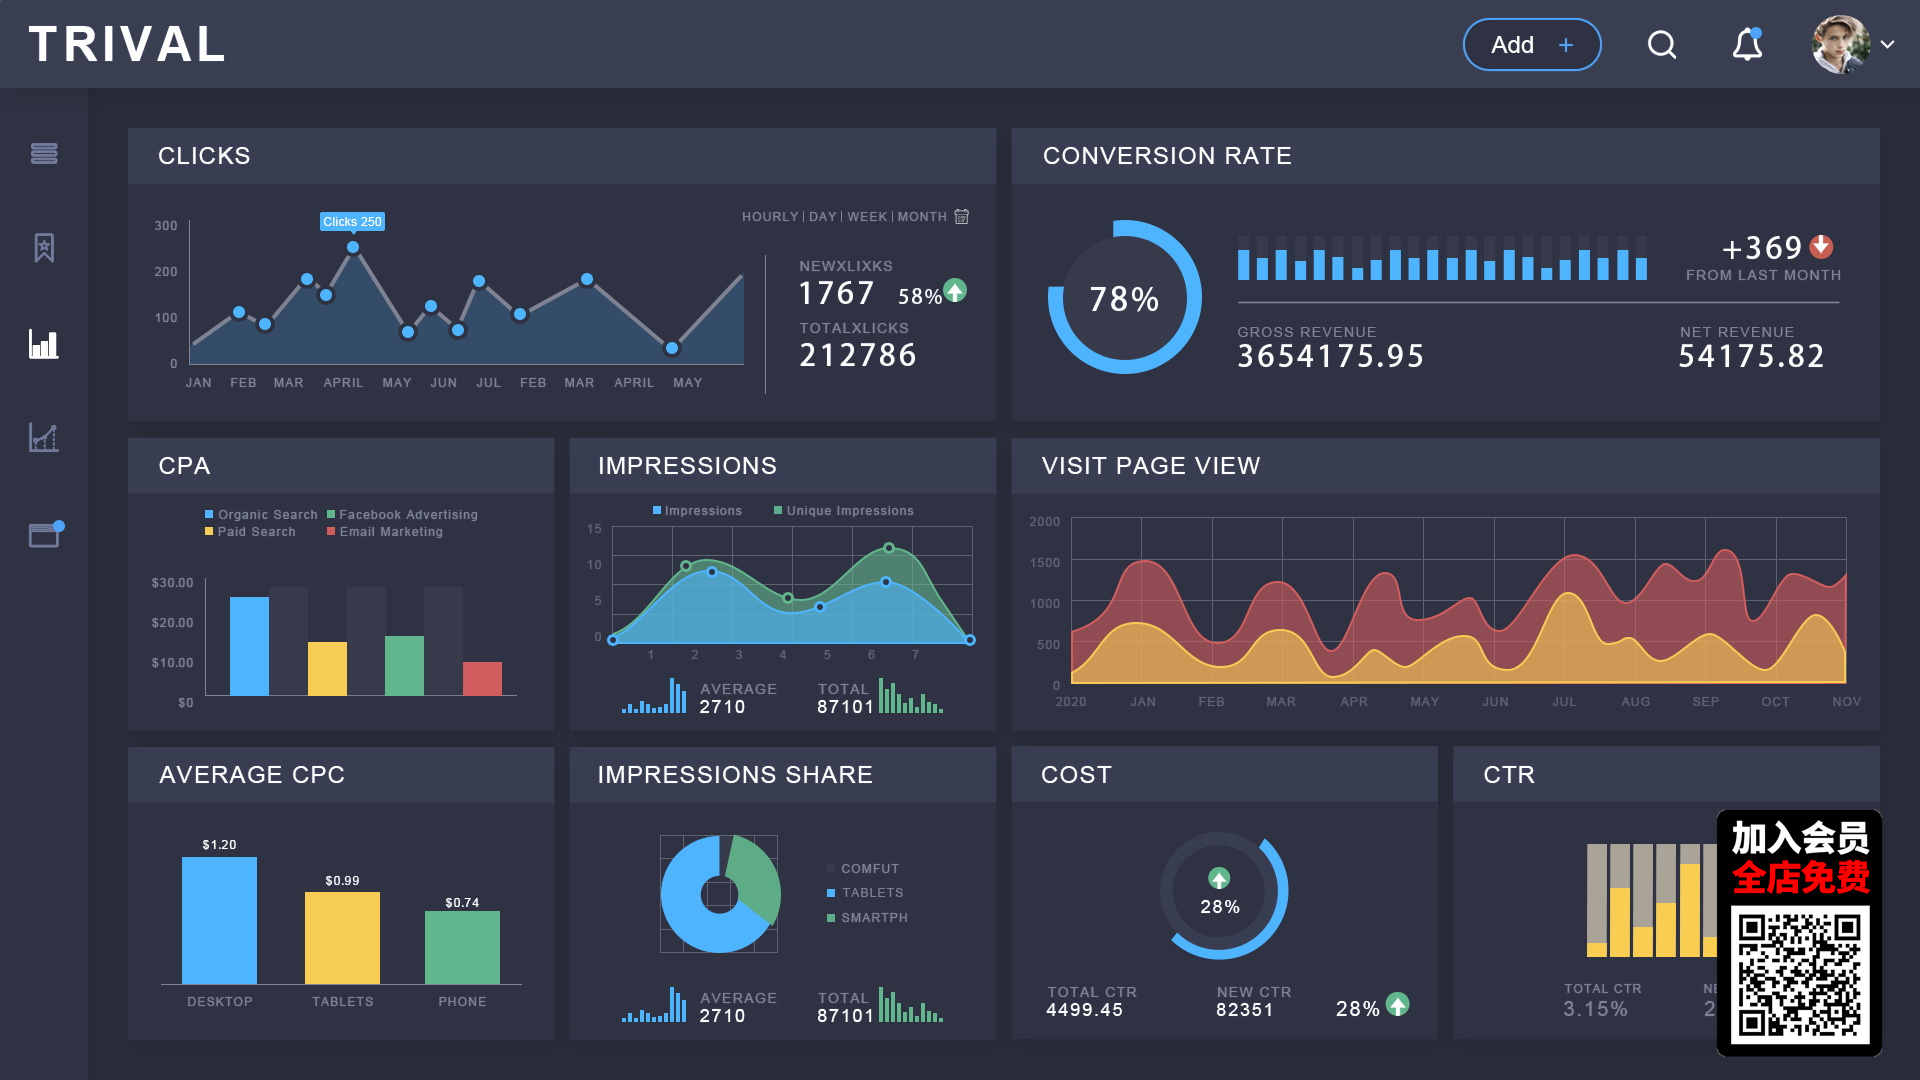 TRIVAL
Add +
CLICKS
300
200
100
0
Clicks 250
JAN FEB MAR APRIL MAY JUN JUL FEB MAR APRIL MAY
HOURLY | DAY | WEEK | MONTH
NEWXLIXKS
1767 58%
TOTALXLICKS
212786
CONVERSION RATE
78%
+369
FROM LAST MONTH
GROSS REVENUE
3654175.95
NET REVENUE
54175.82
CPA
Organic Search Facebook Advertising
Paid Search Email Marketing
$30.00
$20.00
$10.00
$0
IMPRESSIONS
Impressions Unique Impressions
15
10
5
0
1 2 3 4 5 6 7
AVERAGE
2710
TOTAL
87101
VISIT PAGE VIEW
2000
1500
1000
500
0
2020 JAN FEB MAR APR MAY JUN JUL AUG SEP OCT NOV
AVERAGE CPC
$1.20
$0.99
$0.74
DESKTOP TABLETS PHONE
IMPRESSIONS SHARE
COMFUT
TABLETS
SMARTPH
AVERAGE
2710
TOTAL
87101
COST
28%
TOTAL CTR
4499.45
NEW CTR
82351
28%
CTR
TOTAL CTR
3.15%
加入会员
全店免费